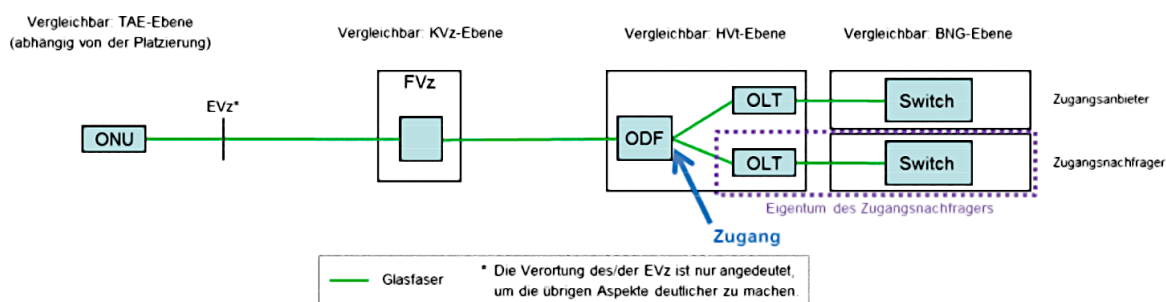 Vergleichbar: TAE-Ebene
(abhängig von der Platzierung)
Vergleichbar: KVz-Ebene
Vergleichbar: HVt-Ebene
Vergleichbar: BNG-Ebene
FVz
EVz*
ONU
ODF
OLT
Switch
Zugangsanbieter
OLT
Switch
Zugangsnachfrager
Eigentum des Zugangsnachfragers
Zugang
Glasfaser
* Die Verortung des/der EVz ist nur angedeutet,
um die übrigen Aspekte deutlicher zu machen.